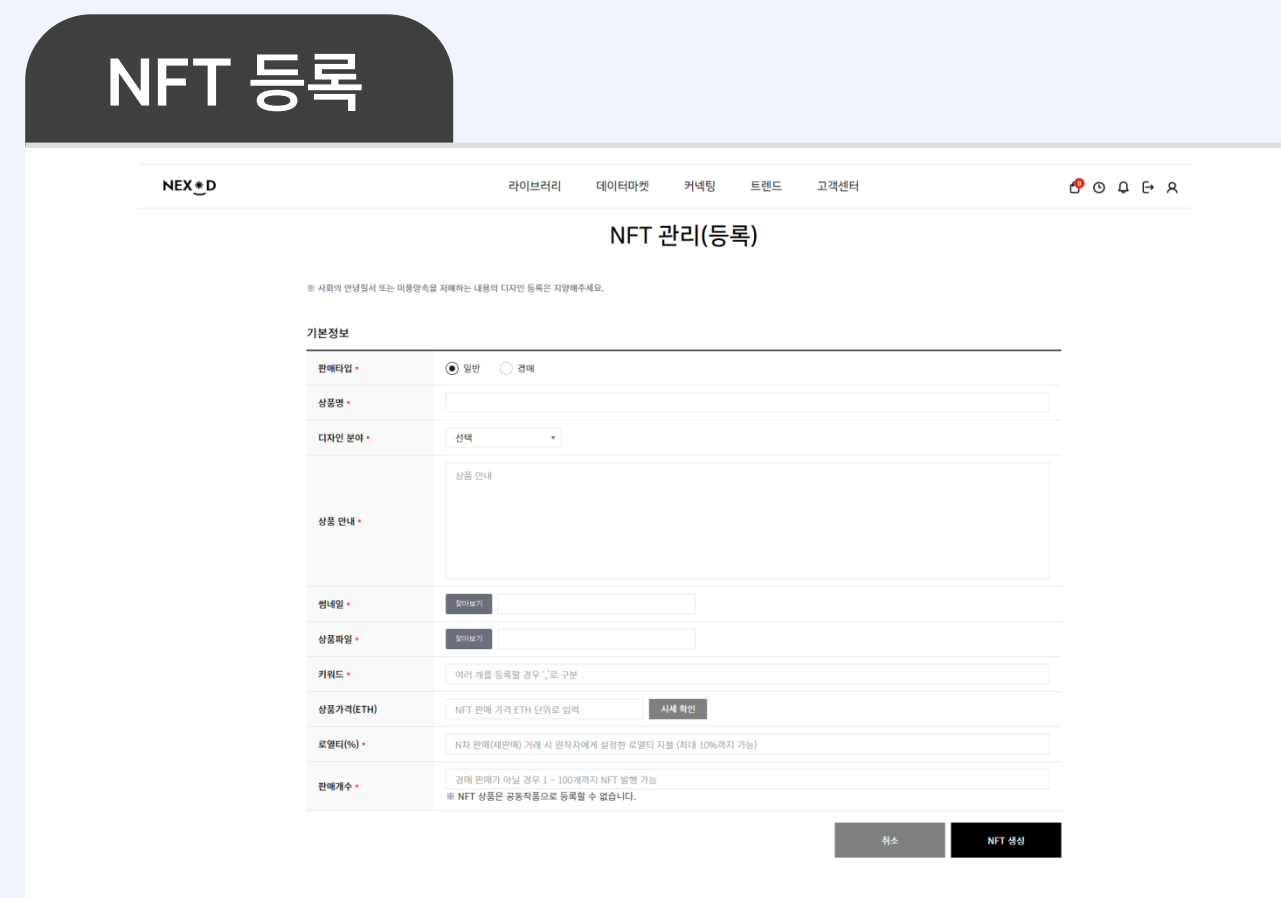 NFT 등록
NEX*D 라이브러리 데이터마켓 커넥팅 트렌드 고객센터 0
NFT 관리(등록)
※ 사회의 안녕질서 또는 미풍양속을 저해하는 내용의 디자인 등록은 지양해주세요.
기본정보
판매타입 * 일반 경매
상품명 *
디자인 분야 * 선택
상품 안내
상품 안내 *
썸네일 * 찾아보기
상품파일 * 찾아보기
키워드 * 여러 개를 등록할 경우 ','로 구분
상품가격(ETH) NFT 판매 가격 ETH 단위로 입력 시세 확인
로열티(%) * N차 판매(재판매) 거래 시 원작자에게 설정한 로열티 지불 (최대 10%까지 가능)
판매개수 * 경매 판매가 아닐 경우 1 ~ 100개까지 NFT 발행 가능
※ NFT 상품은 공동작품으로 등록할 수 없습니다.
취소 NFT 생성